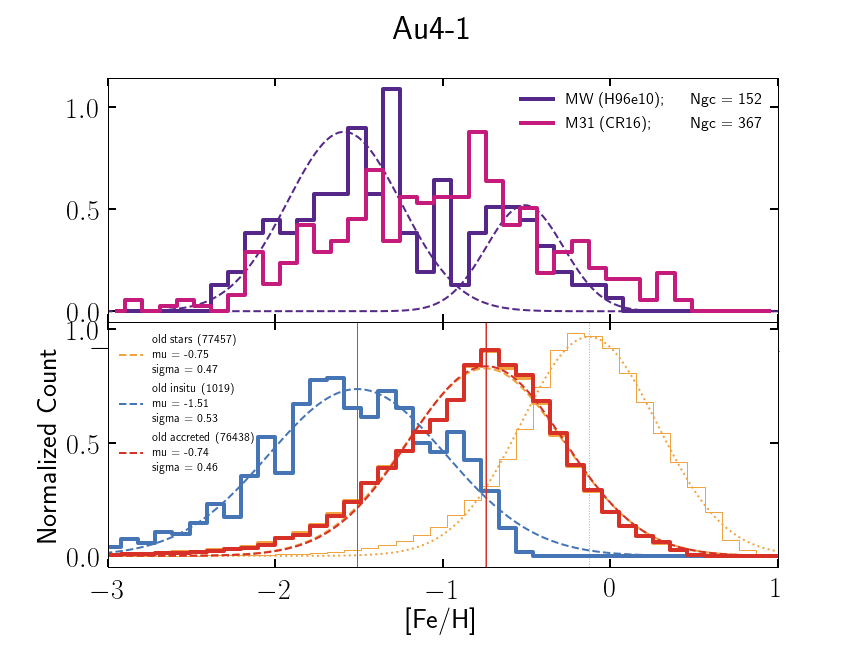 Au4-1
1.0
0.5
0.0
MW (H96e10); Ngc = 152
M31 (CR16); Ngc = 367
1.0
0.5
0.0
old stars (77457)
mu = -0.75
sigma = 0.47
old insitu (1019)
mu = -1.51
sigma = 0.53
old accreted (76438)
mu = -0.74
sigma = 0.46
Normalized Count
−3 −2 −1 0 1
[Fe/H]